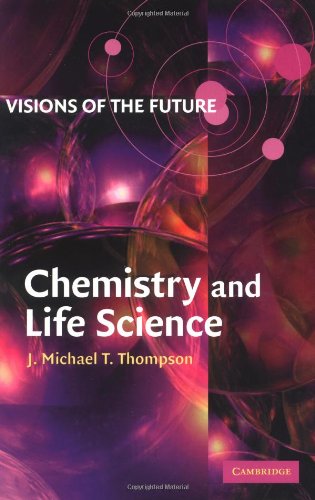 VISIONS OF THE FUTURE
Chemistry and
Life Science
J. Michael T. Thompson
CAMBRIDGE